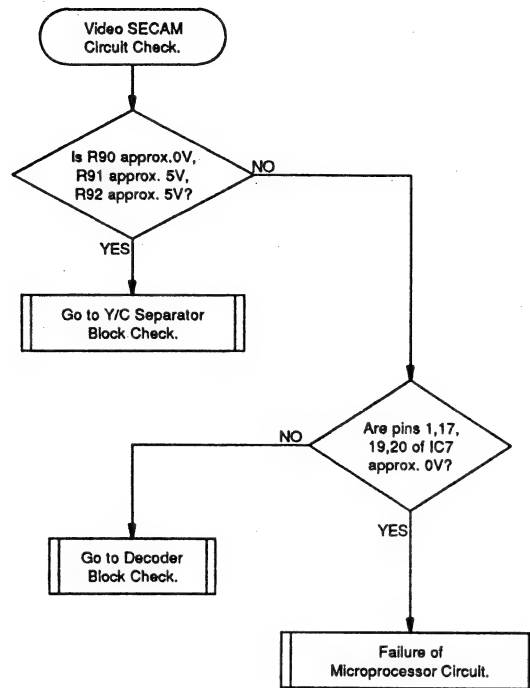 Video SECAM
Circuit Check.
Is R90 approx.0V,
R91 approx. 5V,
R92 approx. 5V?
NO
YES
Go to Y/C Separator
Block Check.
Are pins 1,17,
19,20 of IC7
approx. 0V?
NO
YES
Go to Decoder
Block Check.
Failure of
Microprocessor Circuit.